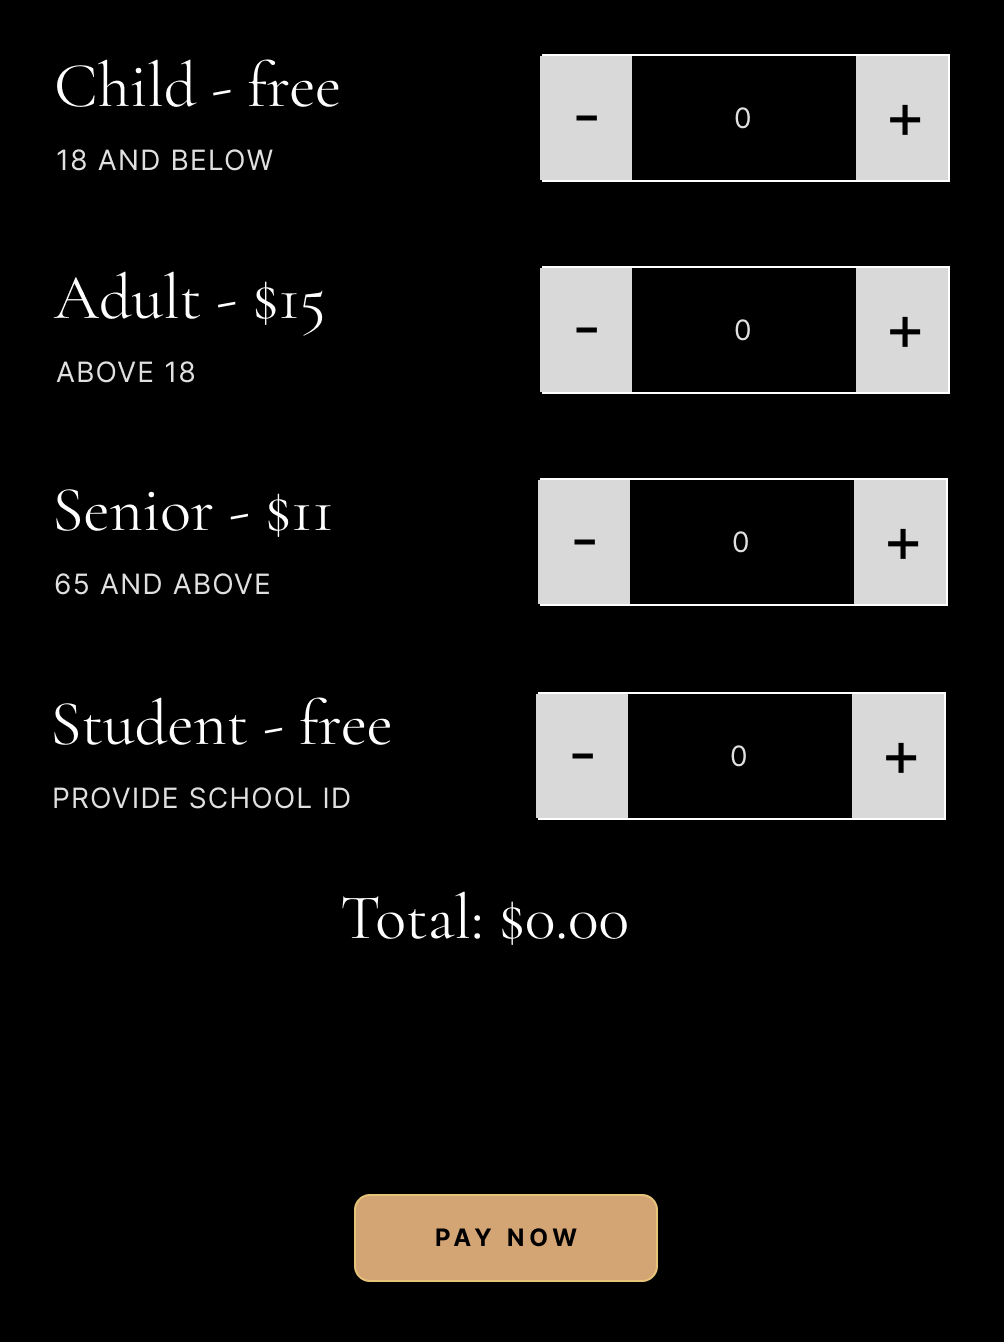 Child - free
- 0 +
18 AND BELOW
Adult - $15
- 0 +
ABOVE 18
Senior - $11
- 0 +
65 AND ABOVE
Student - free
- 0 +
PROVIDE SCHOOL ID
Total: $0.00
PAY NOW